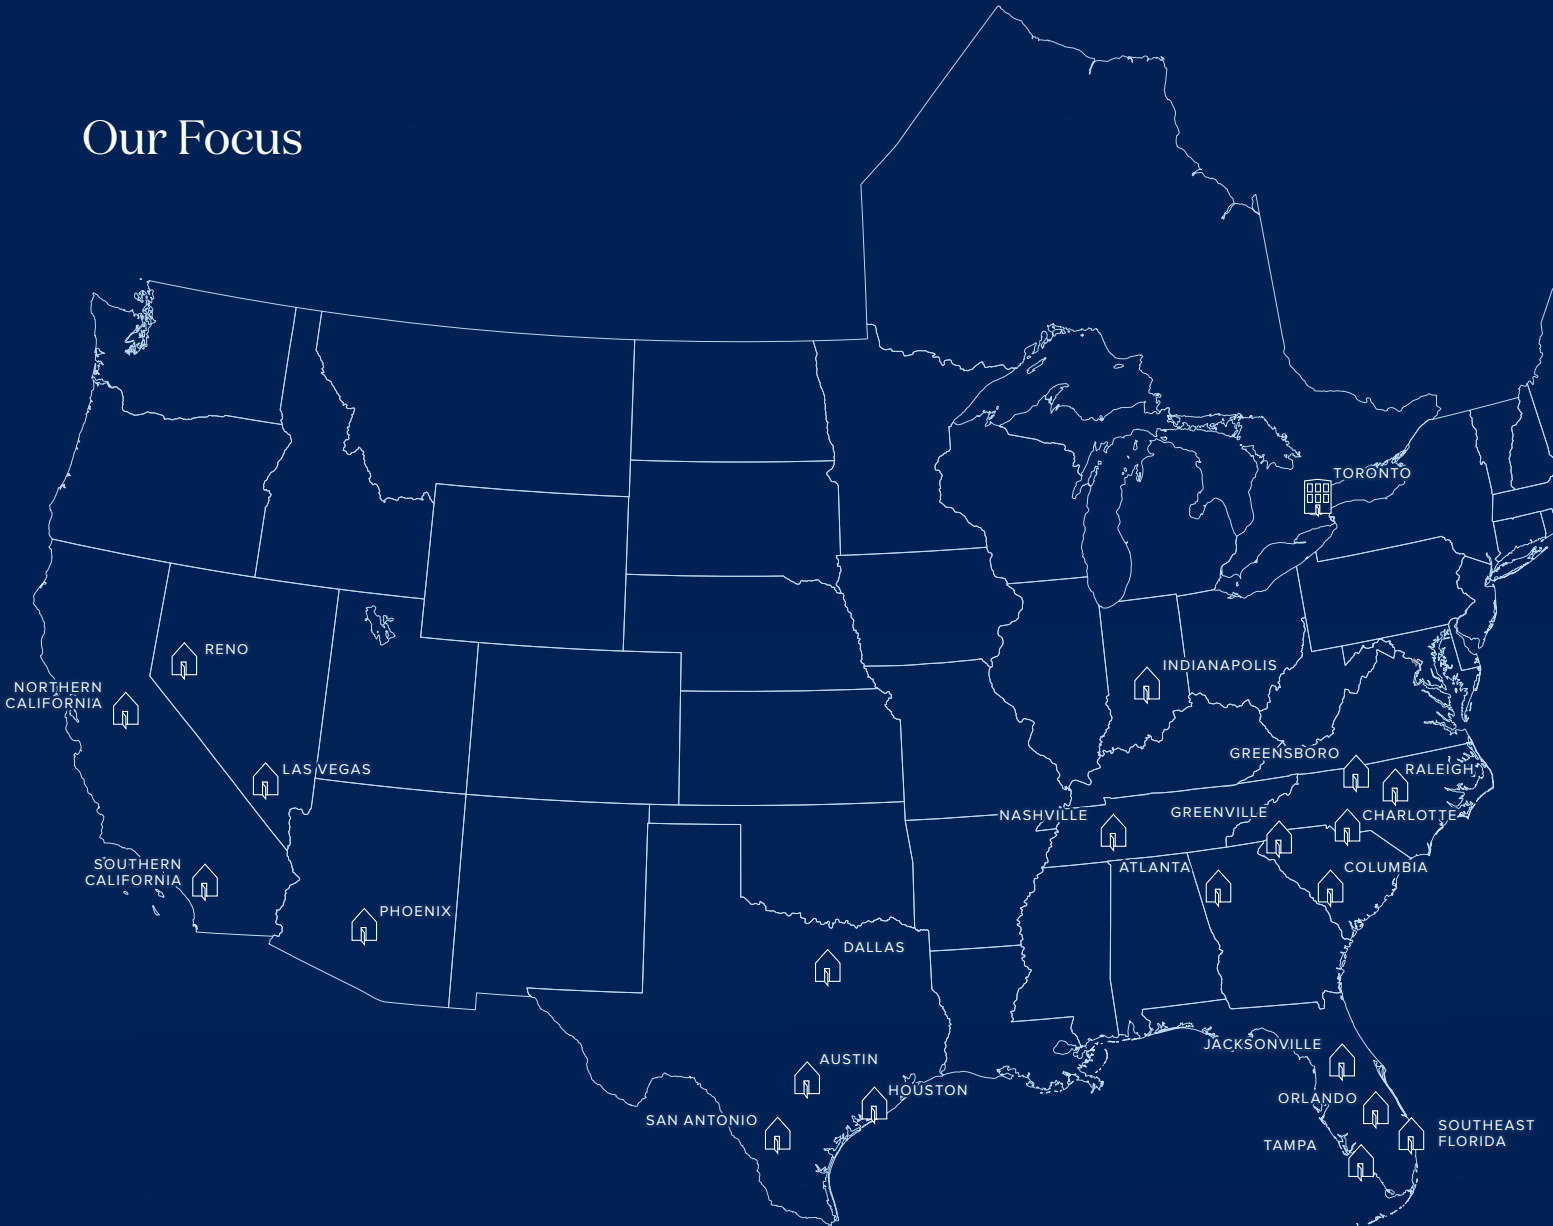 Our Focus
TORONTO
RENO
INDIANAPOLIS
NORTHERN
CALIFORNIA
GREENSBORO
LAS VEGAS
RALEIGH
NASHVILLE
GREENVILLE
CHARLOTTE
SOUTHERN
CALIFORNIA
ATLANTA
COLUMBIA
PHOENIX
DALLAS
JACKSONVILLE
AUSTIN
HOUSTON
ORLANDO
SAN ANTONIO
SOUTHEAST
FLORIDA
TAMPA